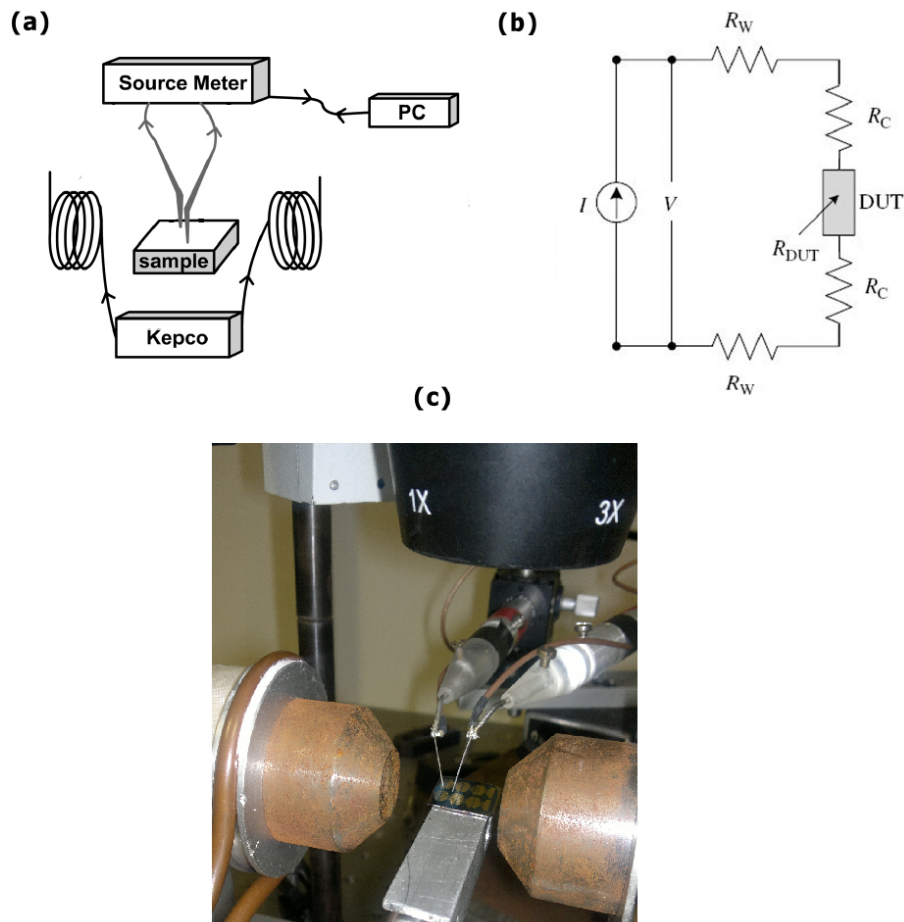 (a)
Source Meter
PC
sample
Kepco
(b)
R_W
R_C
I
V
DUT
R_DUT
R_C
R_W
(c)
1X
3X